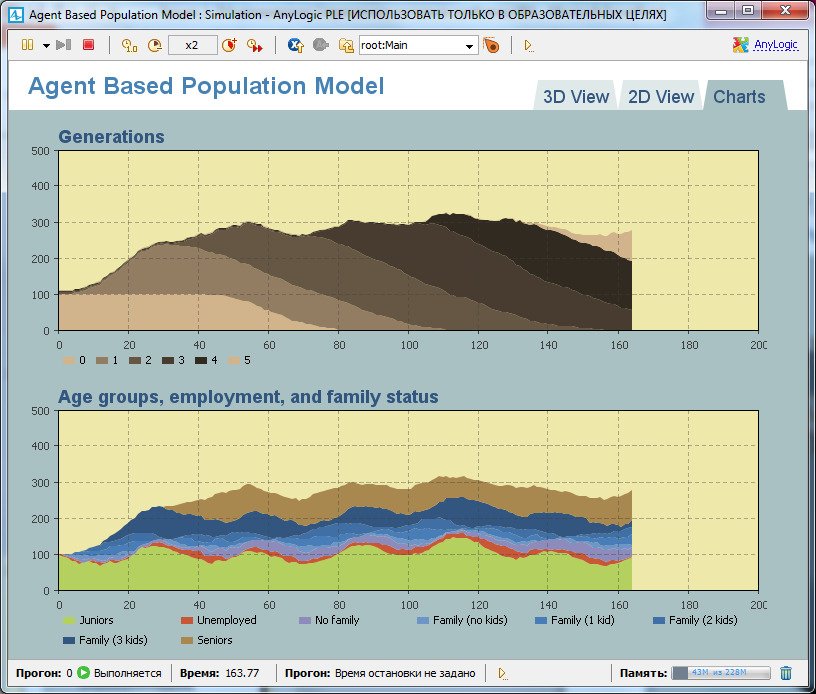 Agent Based Population Model : Simulation - AnyLogic PLE [ИСПОЛЬЗОВАТЬ ТОЛЬКО В ОБРАЗОВАТЕЛЬНЫХ ЦЕЛЯХ]
x2 root:Main AnyLogic
Agent Based Population Model
3D View 2D View Charts
Generations
500
400
300
200
100
0
0 20 40 60 80 100 120 140 160 180 200
0 1 2 3 4 5
Age groups, employment, and family status
500
400
300
200
100
0
0 20 40 60 80 100 120 140 160 180 200
Juniors Unemployed No family Family (no kids) Family (1 kid) Family (2 kids)
Family (3 kids) Seniors
Прогон: 0 Выполняется Время: 163.77 Прогон: Время остановки не задано Память: 43M из 228M